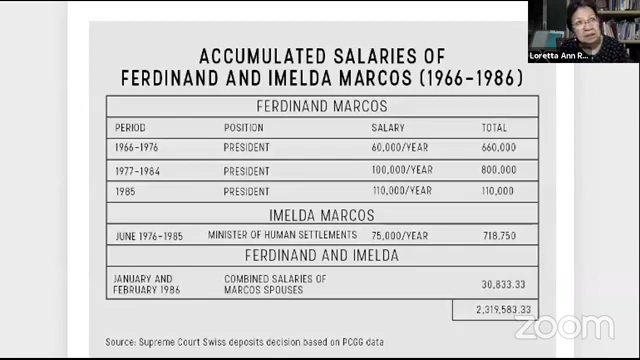 ACCUMULATED SALARIES OF
FERDINAND AND IMELDA MARCOS (1966-1986)
FERDINAND MARCOS
PERIOD POSITION SALARY TOTAL
1966-1976 PRESIDENT 60,000/YEAR 660,000
1977-1984 PRESIDENT 100,000/YEAR 800,000
1985 PRESIDENT 110,000/YEAR 110,000
IMELDA MARCOS
JUNE 1976-1985 MINISTER OF HUMAN SETTLEMENTS 75,000/YEAR 718,750
FERDINAND AND IMELDA
JANUARY AND FEBRUARY 1986 COMBINED SALARIES OF MARCOS SPOUSES 30,833.33
2,319,583.33
Source: Supreme Court Swiss deposits decision based on PCGG data
Loretta Ann R...
zoom